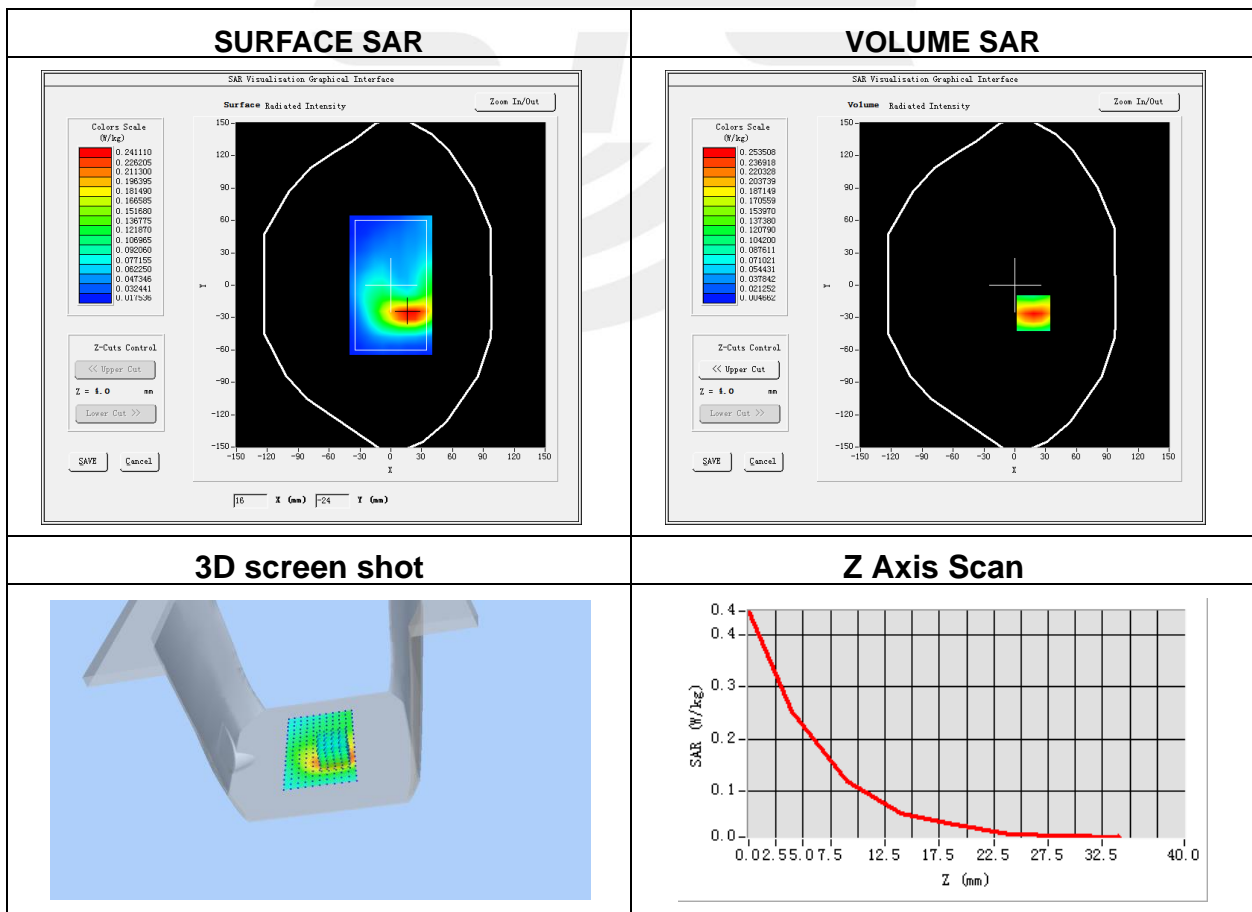 SURFACE SAR
SAR Visualisation Graphical Interface
Surface Radiated Intensity
Zoom In/Out
Colors Scale
(W/kg)
0.241110
0.226205
0.211300
0.196395
0.181490
0.166585
0.151680
0.136775
0.121870
0.106965
0.092060
0.077155
0.062250
0.047346
0.032441
0.017536
Z-Cuts Control
<< Upper Cut
Z = 4.0 mm
Lower Cut >>
SAVE Cancel
150
120
90
60
30
0
-30
-60
-90
-120
-150
Y
-150 -120 -90 -60 -30 0 30 60 90 120 150
X
16 X (mm) -24 Y (mm)
VOLUME SAR
SAR Visualisation Graphical Interface
Volume Radiated Intensity
Zoom In/Out
Colors Scale
(W/kg)
0.253508
0.236918
0.220328
0.203739
0.187149
0.170559
0.153970
0.137380
0.120790
0.104200
0.087611
0.071021
0.054431
0.037842
0.021252
0.004662
Z-Cuts Control
<< Upper Cut
Z = 4.0 mm
Lower Cut >>
SAVE Cancel
150
120
90
60
30
0
-30
-60
-90
-120
-150
Y
-150 -120 -90 -60 -30 0 30 60 90 120 150
X
3D screen shot
Z Axis Scan
0.4
0.4
0.3
0.2
0.1
0.0
SAR (W/kg)
0.0 2.5 5.0 7.5 12.5 17.5 22.5 27.5 32.5 40.0
Z (mm)